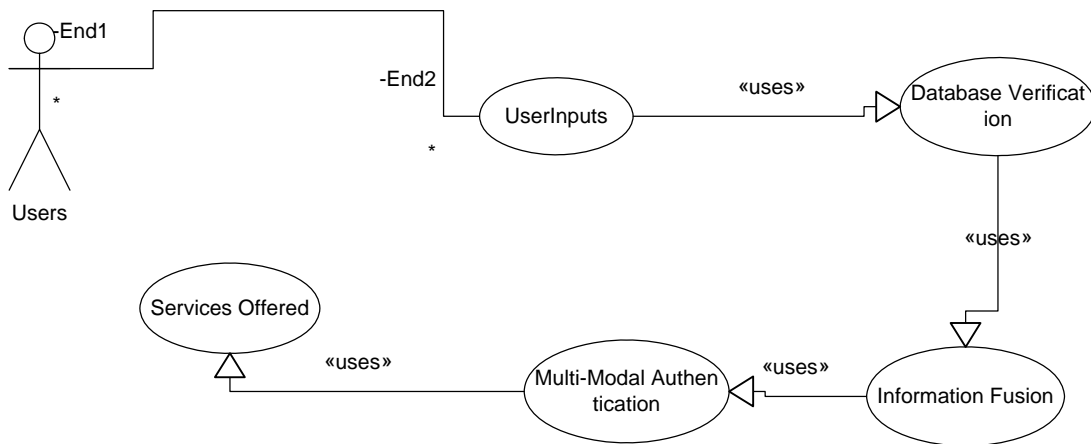 -End1
*
Users
-End2
*
UserInputs
«uses»
Database Verificat
ion
«uses»
Services Offered
«uses»
Multi-Modal Authen
tication
«uses»
Information Fusion